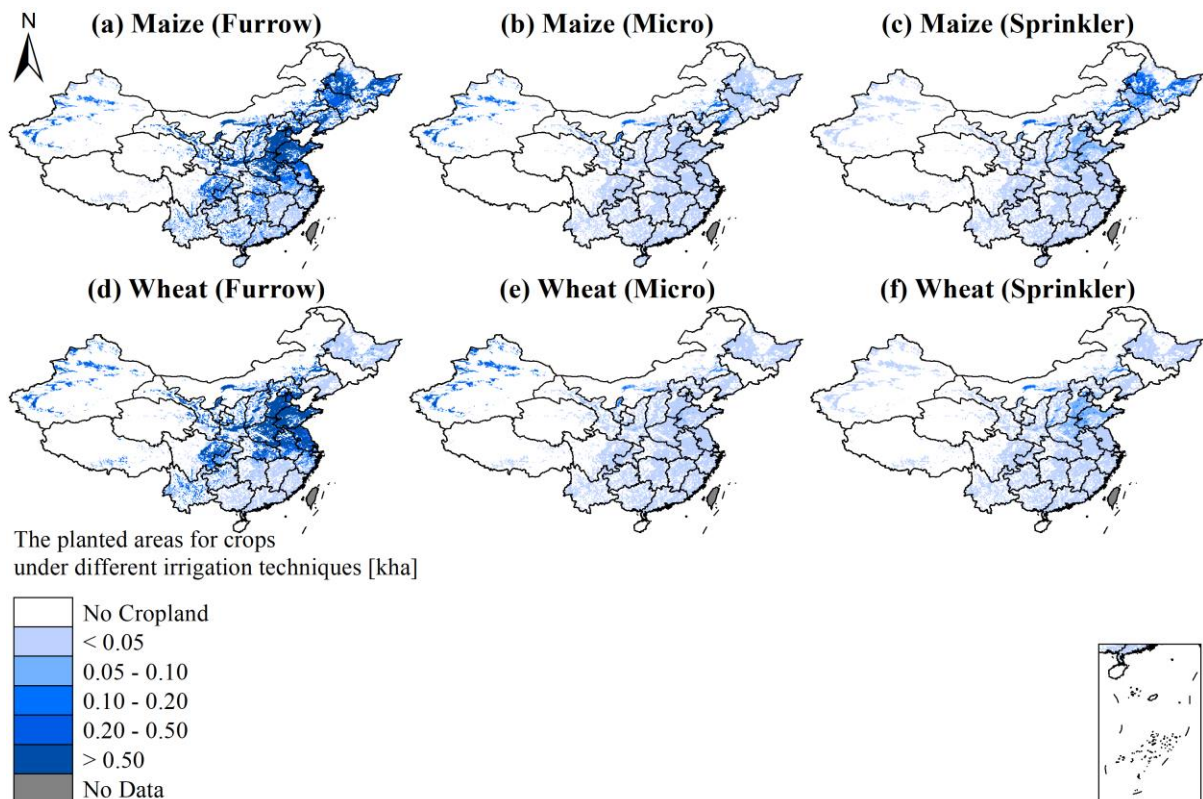 N
(a) Maize (Furrow)
(b) Maize (Micro)
(c) Maize (Sprinkler)
(d) Wheat (Furrow)
(e) Wheat (Micro)
(f) Wheat (Sprinkler)
The planted areas for crops
under different irrigation techniques [kha]
No Cropland
< 0.05
0.05 - 0.10
0.10 - 0.20
0.20 - 0.50
> 0.50
No Data